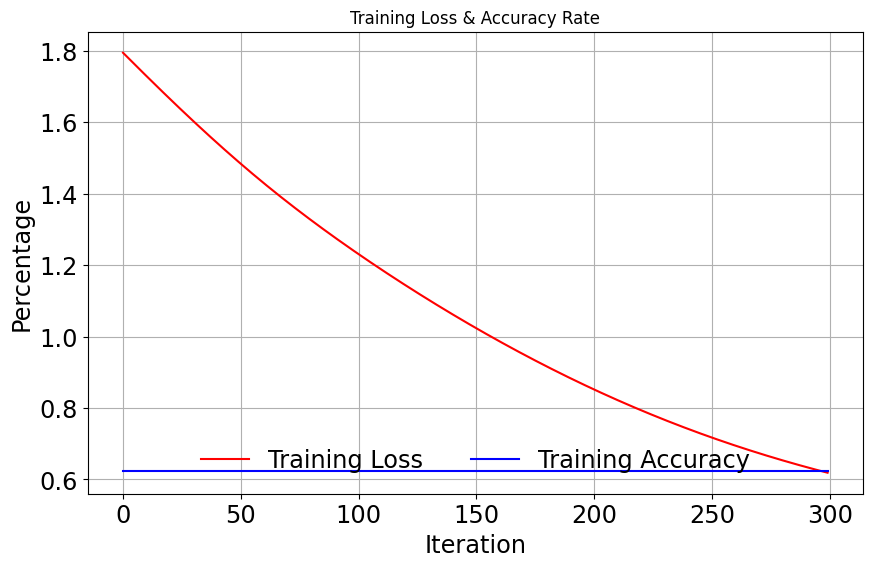 Training Loss & Accuracy Rate
Percentage
1.8
1.6
1.4
1.2
1.0
0.8
0.6
Training Loss Training Accuracy
0 50 100 150 200 250 300
Iteration